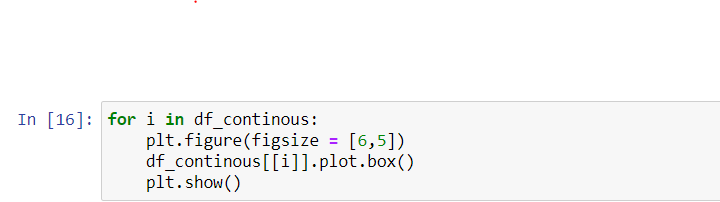 In [16]: for i in df_continous:
    plt.figure(figsize = [6,5])
    df_continous[[i]].plot.box()
    plt.show()